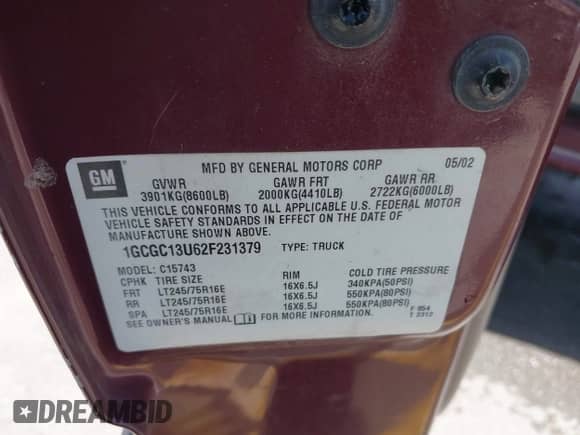 GM
MFD BY GENERAL MOTORS CORP 05/02
GVWR GAWR FRT GAWR RR
3901KG(8600LB) 2000KG(4410LB) 2722KG(6000LB)
THIS VEHICLE CONFORMS TO ALL APPLICABLE U.S. FEDERAL MOTOR
VEHICLE SAFETY STANDARDS IN EFFECT ON THE DATE OF
MANUFACTURE SHOWN ABOVE.
1GCGC13U62F231379 TYPE: TRUCK
MODEL: C15743
CPHK TIRE SIZE RIM COLD TIRE PRESSURE
FRT LT245/75R16E 16X6.5J 340KPA(50PSI)
RR LT245/75R16E 16X6.5J 550KPA(80PSI)
SPA LT245/75R16E 16X6.5J 550KPA(80PSI)
SEE OWNER'S MANUAL FOR MORE INFORMATION.
DREAMBID